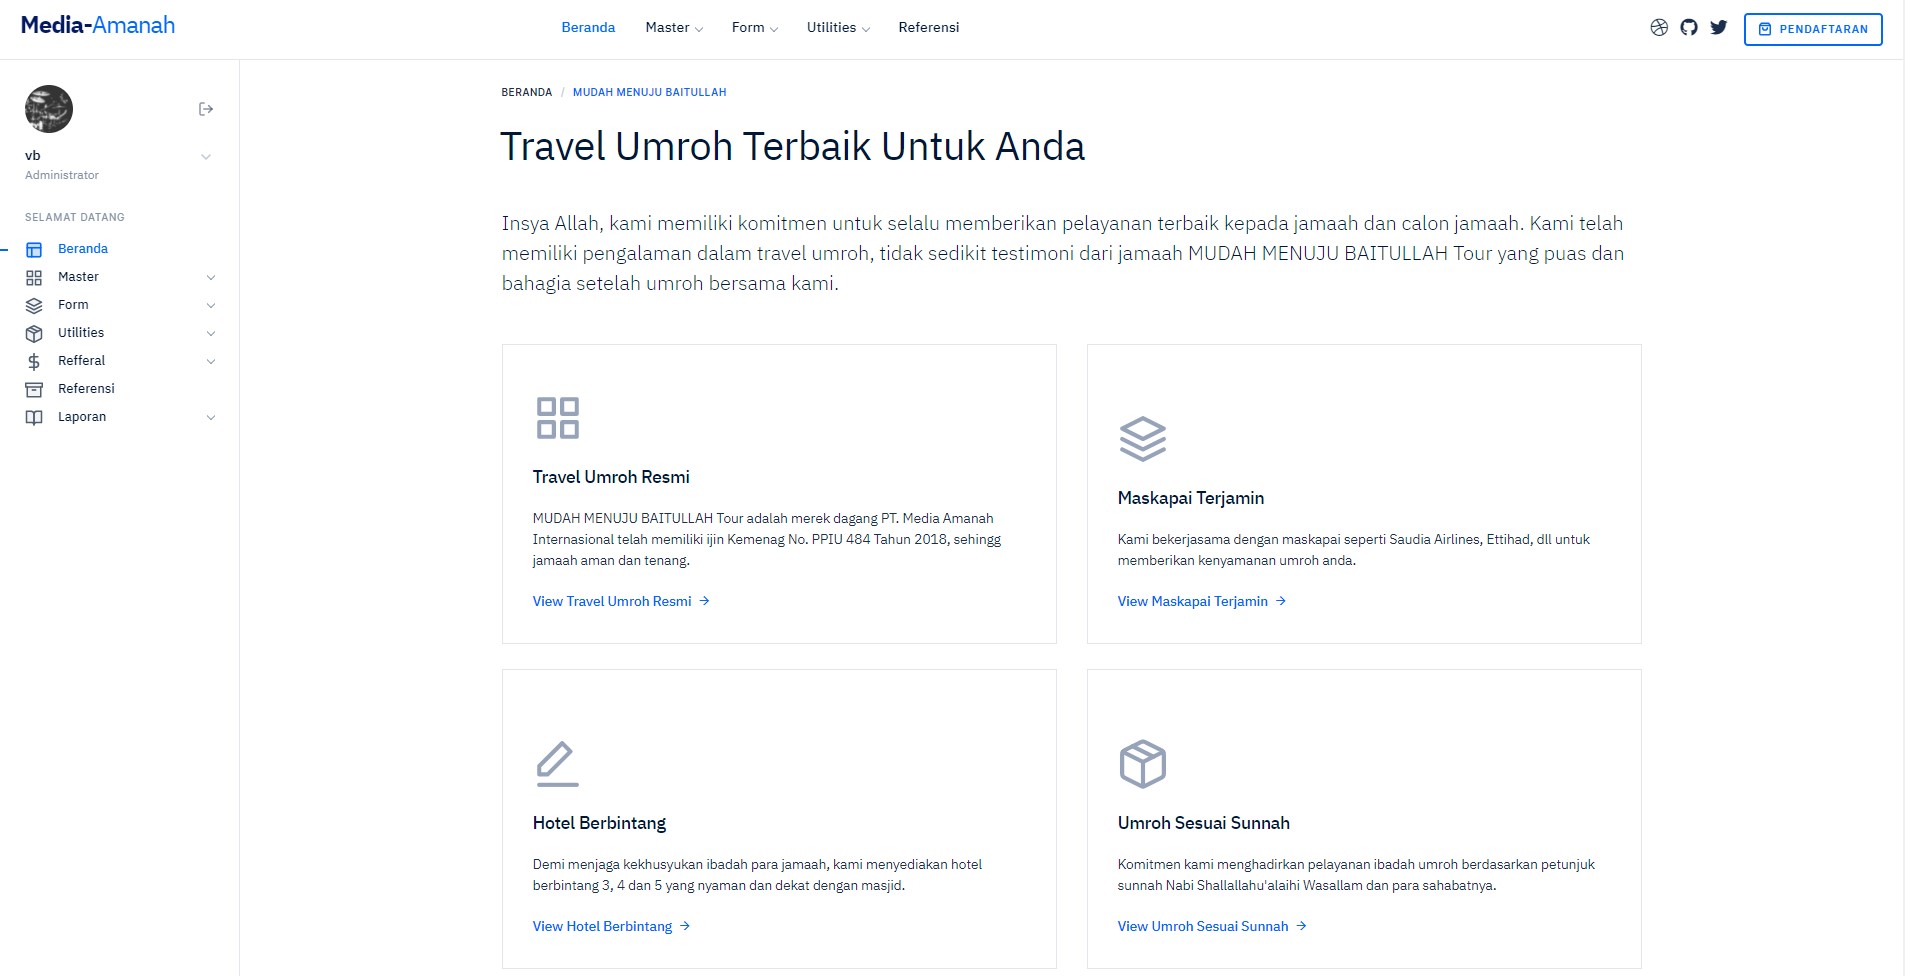 Media-Amanah
Beranda
Master
Form
Utilities
Referensi
PENDAFTARAN
vb
Administrator
SELAMAT DATANG
Beranda
Master
Form
Utilities
Refferal
Referensi
Laporan
BERANDA / MUDAH MENUJU BAITULLAH
Travel Umroh Terbaik Untuk Anda
Insya Allah, kami memiliki komitmen untuk selalu memberikan pelayanan terbaik kepada jamaah dan calon jamaah. Kami telah
memiliki pengalaman dalam travel umroh, tidak sedikit testimoni dari jamaah MUDAH MENUJU BAITULLAH Tour yang puas dan
bahagia setelah umroh bersama kami.
Travel Umroh Resmi
MUDAH MENUJU BAITULLAH Tour adalah merek dagang PT. Media Amanah
Internasional telah memiliki ijin Kemenag No. PPIU 484 Tahun 2018, sehingg
jamaah aman dan tenang.
View Travel Umroh Resmi →
Maskapai Terjamin
Kami bekerjasama dengan maskapai seperti Saudia Airlines, Ettihad, dll untuk
memberikan kenyamanan umroh anda.
View Maskapai Terjamin →
Hotel Berbintang
Demi menjaga kekhusyukan ibadah para jamaah, kami menyediakan hotel
berbintang 3, 4 dan 5 yang nyaman dan dekat dengan masjid.
View Hotel Berbintang →
Umroh Sesuai Sunnah
Komitmen kami menghadirkan pelayanan ibadah umroh berdasarkan petunjuk
sunnah Nabi Shallallahu'alaihi Wasallam dan para sahabatnya.
View Umroh Sesuai Sunnah →